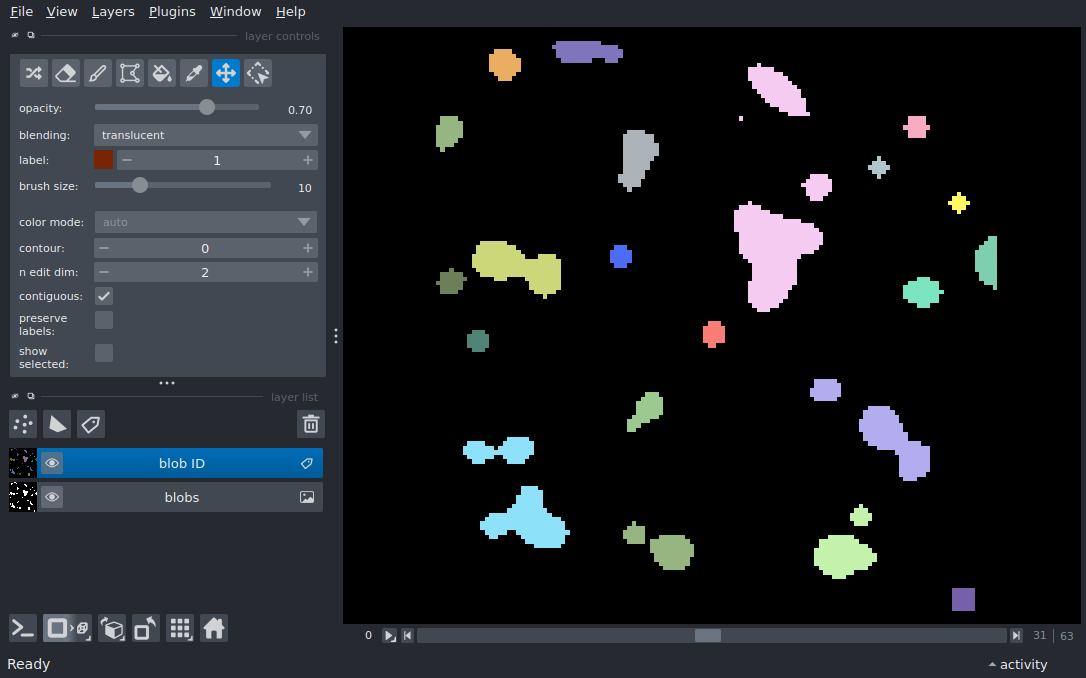 File View Layers Plugins Window Help
layer controls
opacity: 0.70
blending: translucent
label: 1
brush size: 10
color mode: auto
contour: 0
n edit dim: 2
contiguous:
preserve
labels:
show
selected:
layer list
blob ID
blobs
0 31 | 63
Ready activity